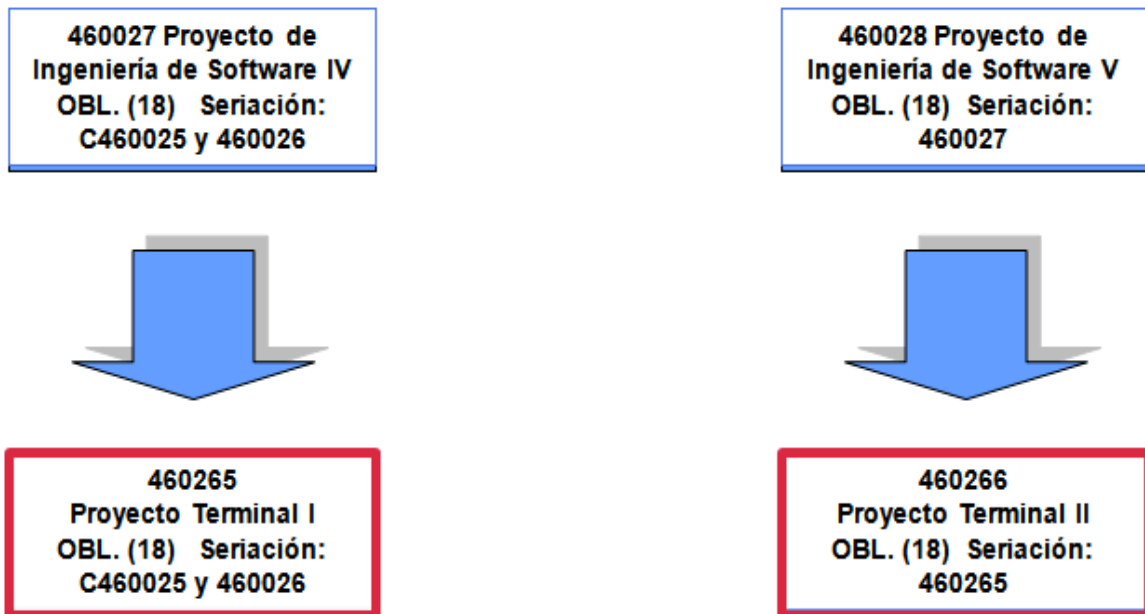 460027 Proyecto de
Ingeniería de Software IV
OBL. (18) Seriación:
C460025 y 460026
460028 Proyecto de
Ingeniería de Software V
OBL. (18) Seriación:
460027
460265
Proyecto Terminal I
OBL. (18) Seriación:
C460025 y 460026
460266
Proyecto Terminal II
OBL. (18) Seriación:
460265